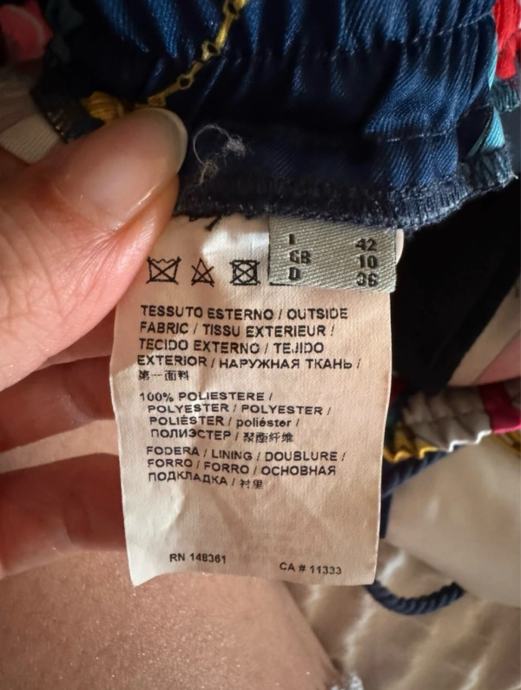 I 42
GB 10
D 36
TESSUTO ESTERNO / OUTSIDE
FABRIC / TISSU EXTERIEUR /
TECIDO EXTERNO / TEJIDO
EXTERIOR / НАРУЖНАЯ ТКАНЬ /
第一面料
100% POLIESTERE /
POLYESTER / POLYESTER /
POLIÉSTER / poliéster /
ПОЛИЭСТЕР / 聚酯纤维
FODERA / LINING / DOUBLURE /
FORRO / FORRO / ОСНОВНАЯ
ПОДКЛАДКА / 衬里
RN 148361
CA # 11333